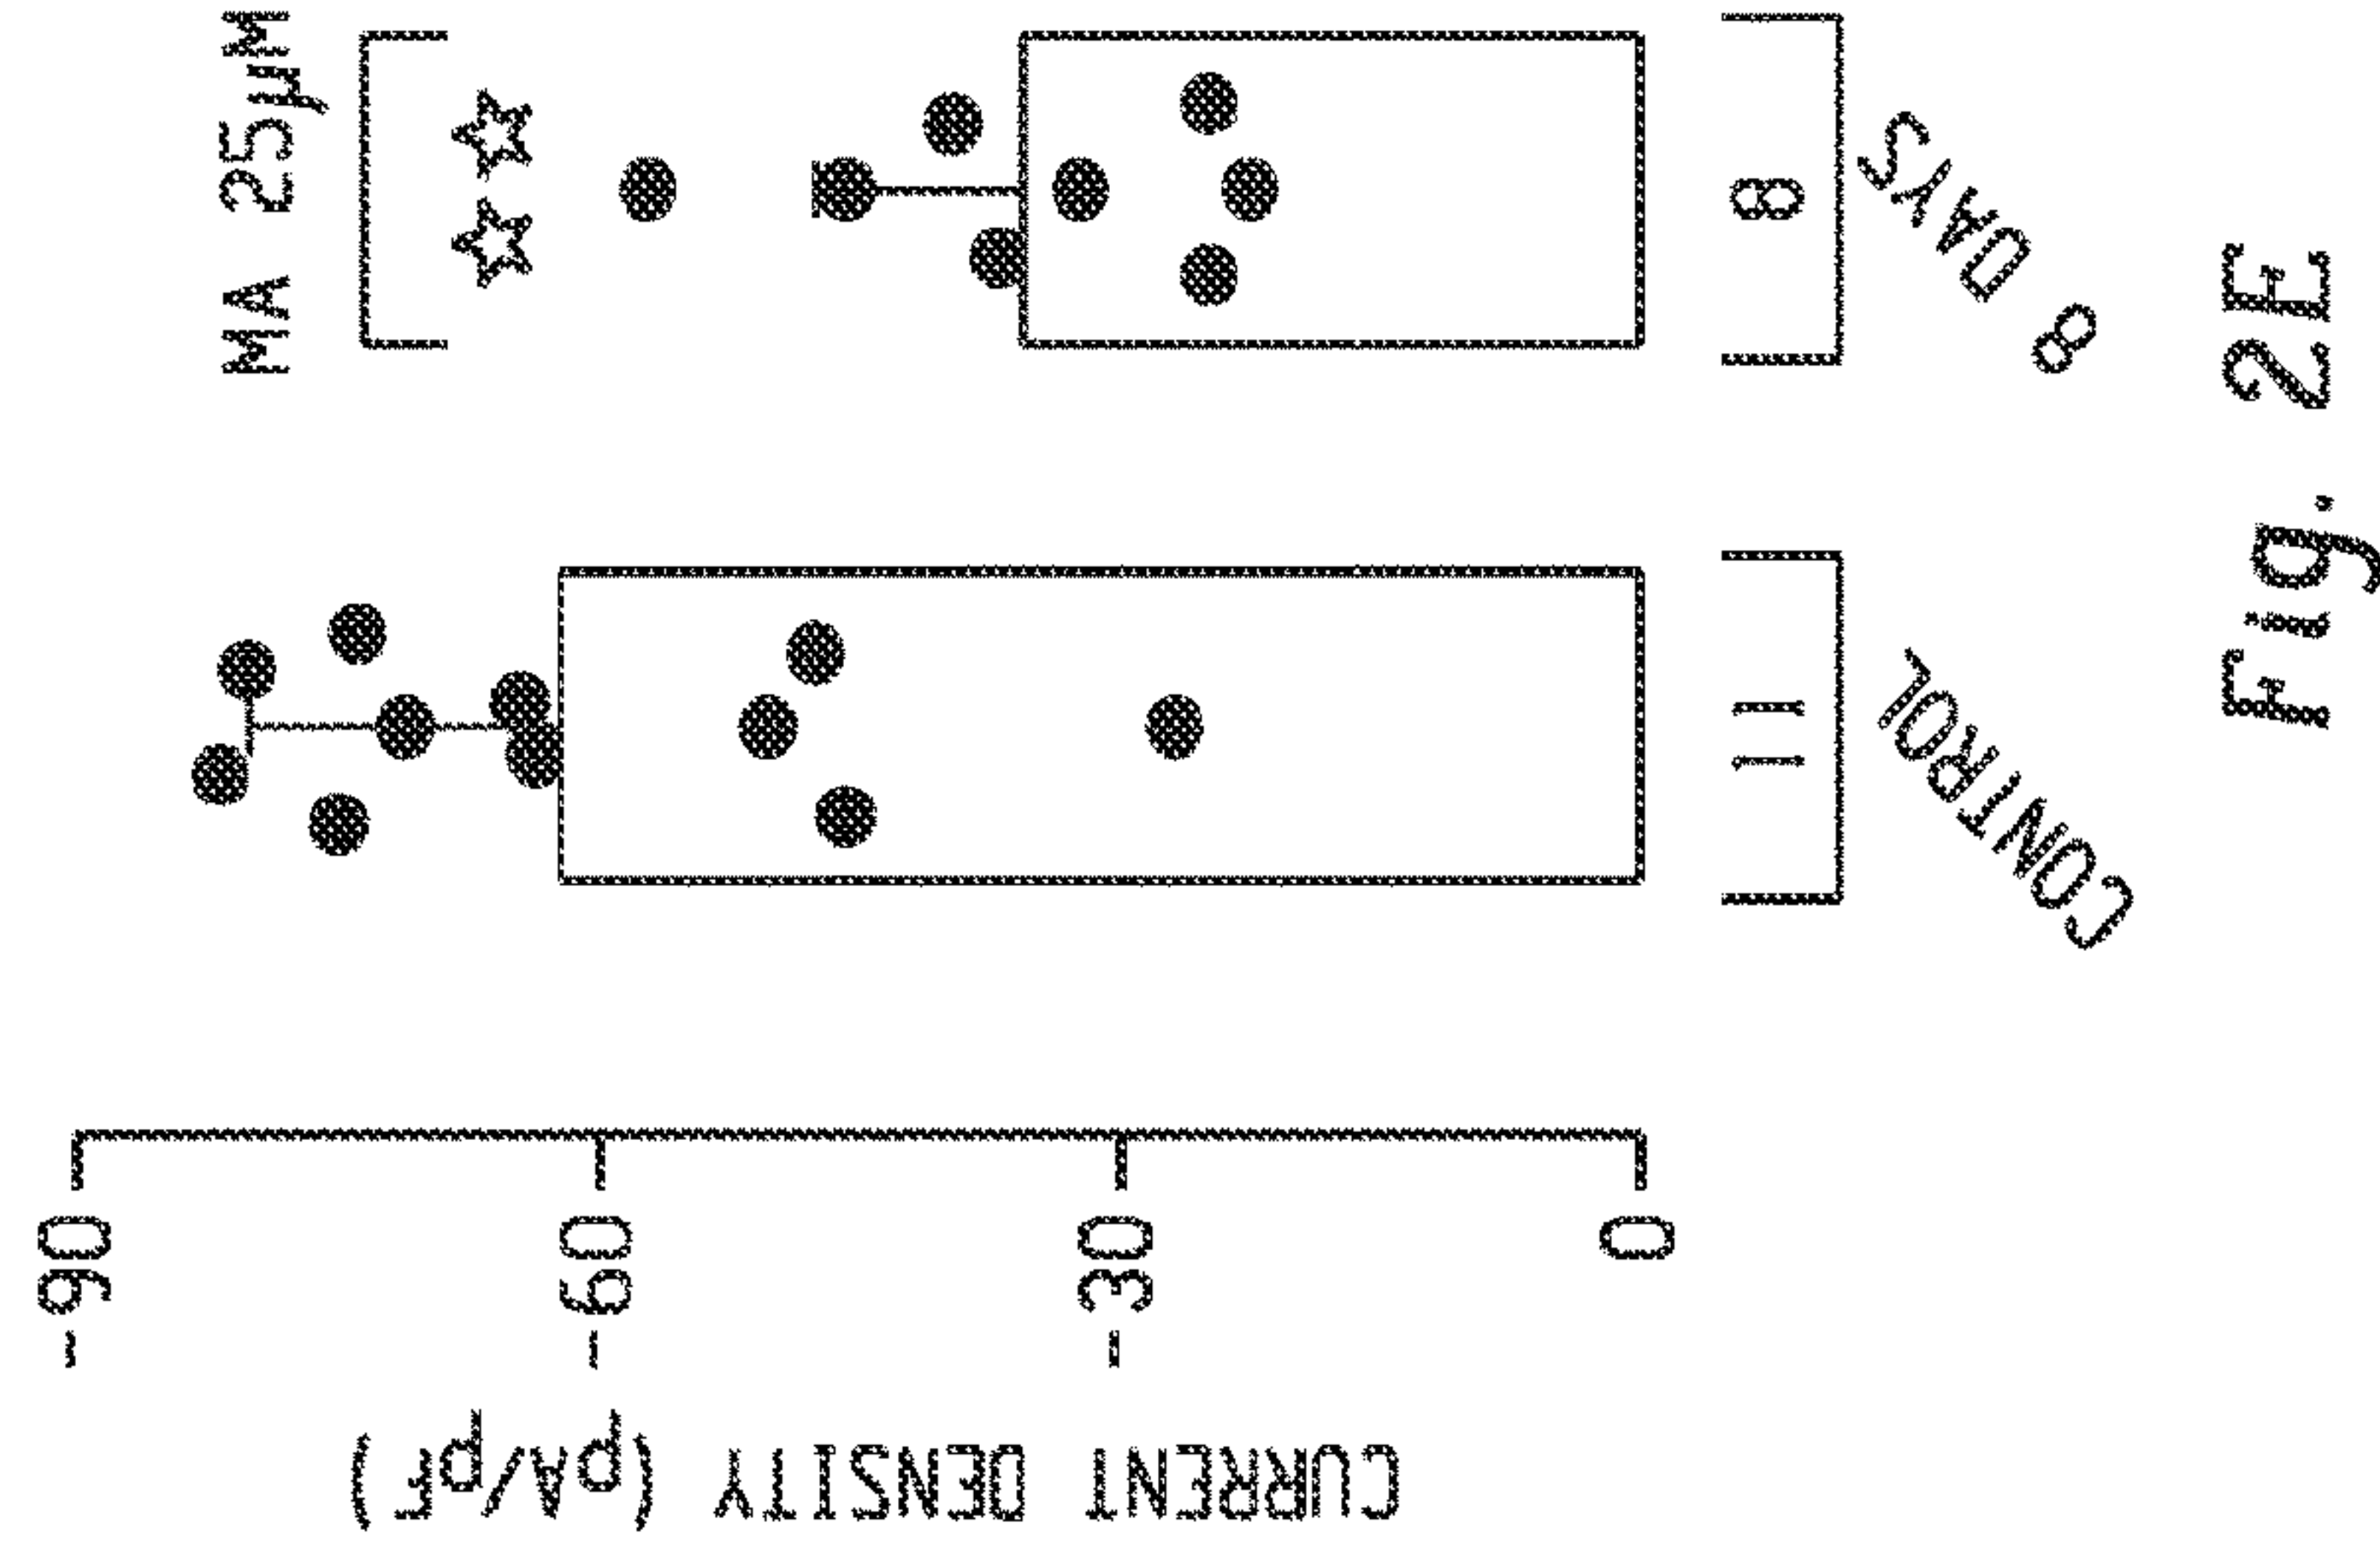 MA 25µM
☆☆
CURRENT DENSITY (pA/pF)
-90
-60
-30
0
11
8
CONTROL
8 DAYS
Fig. 2E